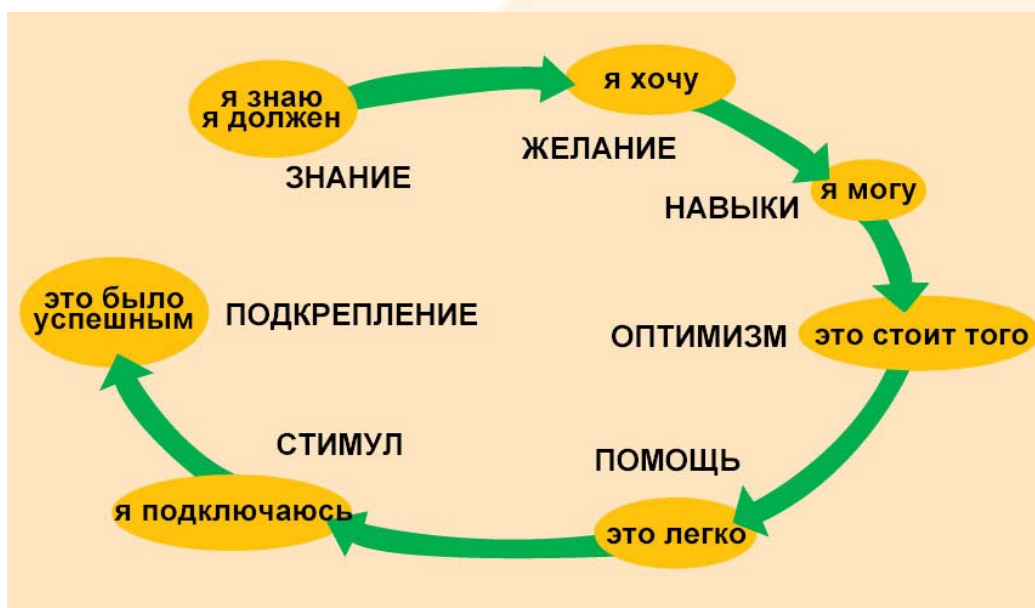 я знаю
я должен
ЗНАНИЕ
я хочу
ЖЕЛАНИЕ
я могу
НАВЫКИ
это стоит того
ОПТИМИЗМ
это легко
ПОМОЩЬ
я подключаюсь
СТИМУЛ
это было
успешным
ПОДКРЕПЛЕНИЕ